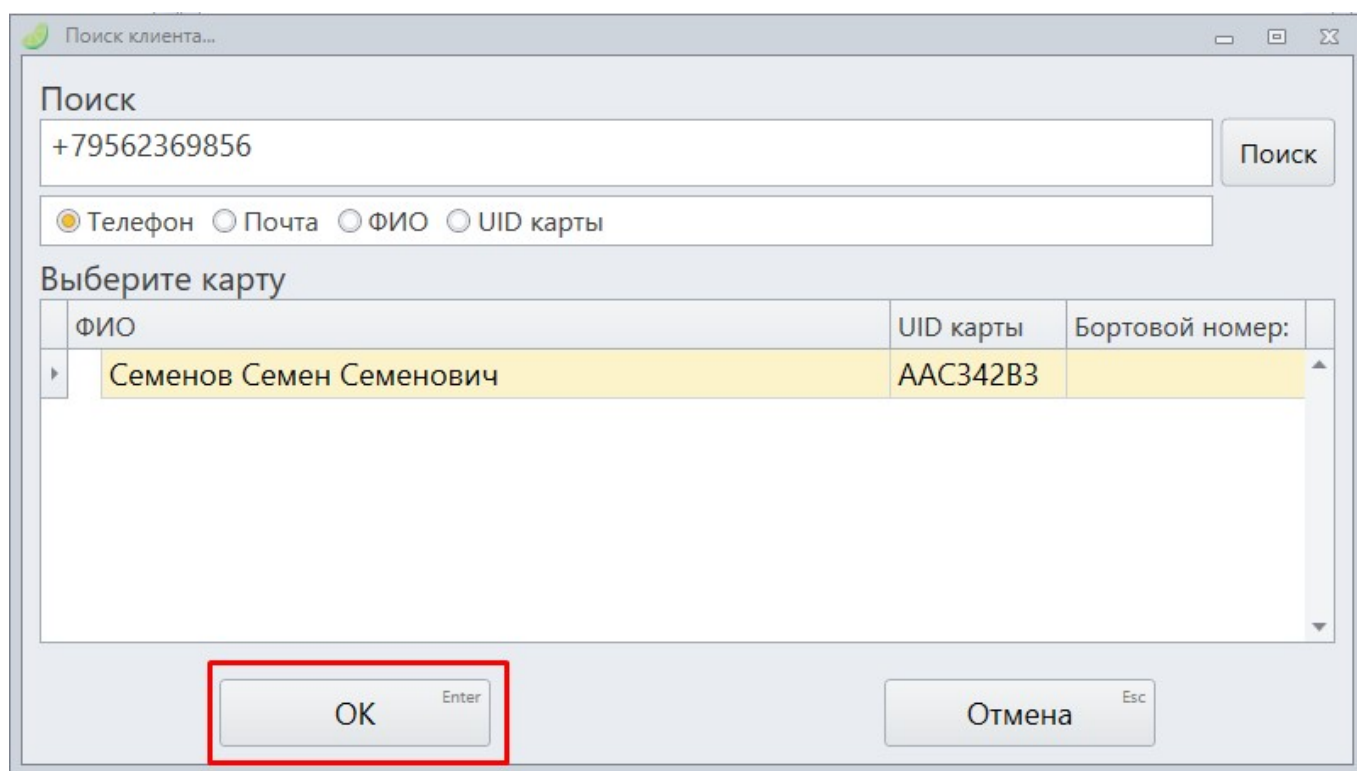 Поиск клиента...
Поиск
+79562369856
Поиск
Телефон Почта ФИО UID карты
Выберите карту
ФИО UID карты Бортовой номер:
Семенов Семен Семенович AAC342B3
OK Enter Отмена Esc